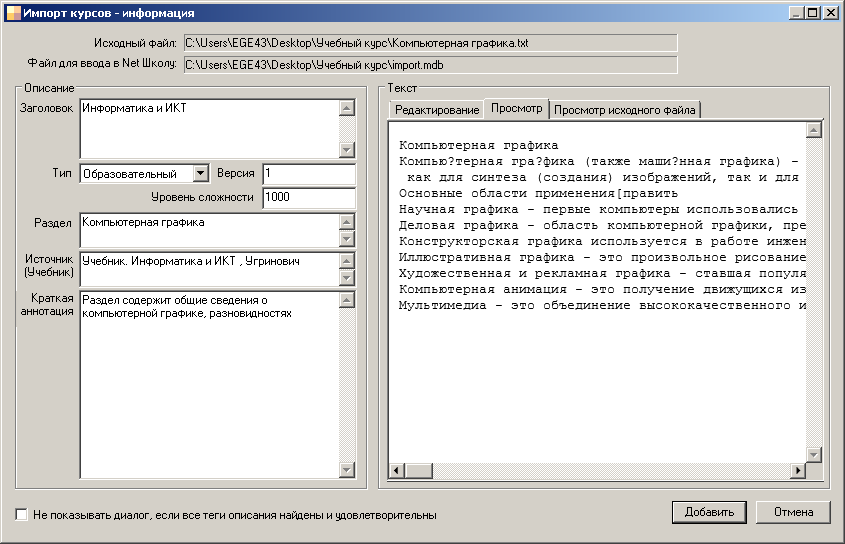 Импорт курсов - информация
Исходный файл: C:\Users\EGE43\Desktop\Учебный курс\Компьютерная графика.txt
Файл для ввода в Net Школу: C:\Users\EGE43\Desktop\Учебный курс\import.mdb
Описание
Заголовок Информатика и ИКТ
Тип Образовательный Версия 1
Уровень сложности 1000
Раздел Компьютерная графика
Источник (Учебник) Учебник. Информатика и ИКТ , Угринович
Краткая аннотация Раздел содержит общие сведения о
компьютерной графике, разновидностях
Текст
Редактирование Просмотр Просмотр исходного файла
Компьютерная графика
Компью?терная гра?фика (также маши?нная графика) -
как для синтеза (создания) изображений, так и для
Основные области применения[править
Научная графика - первые компьютеры использовались
Деловая графика - область компьютерной графики, пре
Конструкторская графика используется в работе инжен
Иллюстративная графика - это произвольное рисование
Художественная и рекламная графика - ставшая популя
Компьютерная анимация - это получение движущихся из
Мультимедиа - это объединение высококачественного и
Не показывать диалог, если все теги описания найдены и удовлетворительны
Добавить Отмена